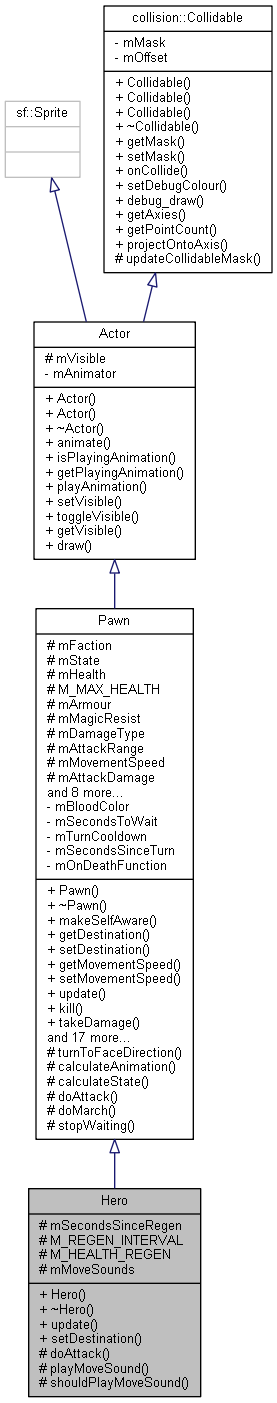 collision::Collidable
- mMask
- mOffset
+ Collidable()
+ Collidable()
+ Collidable()
+ ~Collidable()
+ getMask()
+ setMask()
+ onCollide()
+ setDebugColour()
+ debug_draw()
+ getAxies()
+ getPointCount()
+ projectOntoAxis()
# updateCollidableMask()
sf::Sprite
Actor
# mVisible
- mAnimator
+ Actor()
+ Actor()
+ ~Actor()
+ animate()
+ isPlayingAnimation()
+ getPlayingAnimation()
+ playAnimation()
+ setVisible()
+ toggleVisible()
+ getVisible()
+ draw()
Pawn
# mFaction
# mState
# mHealth
# M_MAX_HEALTH
# mArmour
# mMagicResist
# mDamageType
# mAttackRange
# mMovementSpeed
# mAttackDamage
and 8 more...
- mBloodColor
- mSecondsToWait
- mTurnCooldown
- mSecondsSinceTurn
- mOnDeathFunction
+ Pawn()
+ ~Pawn()
+ makeSelfAware()
+ getDestination()
+ setDestination()
+ getMovementSpeed()
+ setMovementSpeed()
+ update()
+ kill()
+ takeDamage()
and 17 more...
# turnToFaceDirection()
# calculateAnimation()
# calculateState()
# doAttack()
# doMarch()
# stopWaiting()
Hero
# mSecondsSinceRegen
# M_REGEN_INTERVAL
# M_HEALTH_REGEN
# mMoveSounds
+ Hero()
+ ~Hero()
+ update()
+ setDestination()
# doAttack()
# playMoveSound()
# shouldPlayMoveSound()